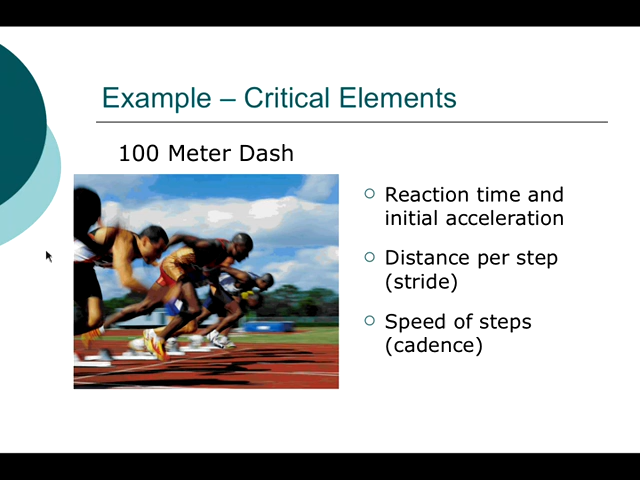 Example – Critical Elements
100 Meter Dash
Reaction time and
initial acceleration
Distance per step
(stride)
Speed of steps
(cadence)